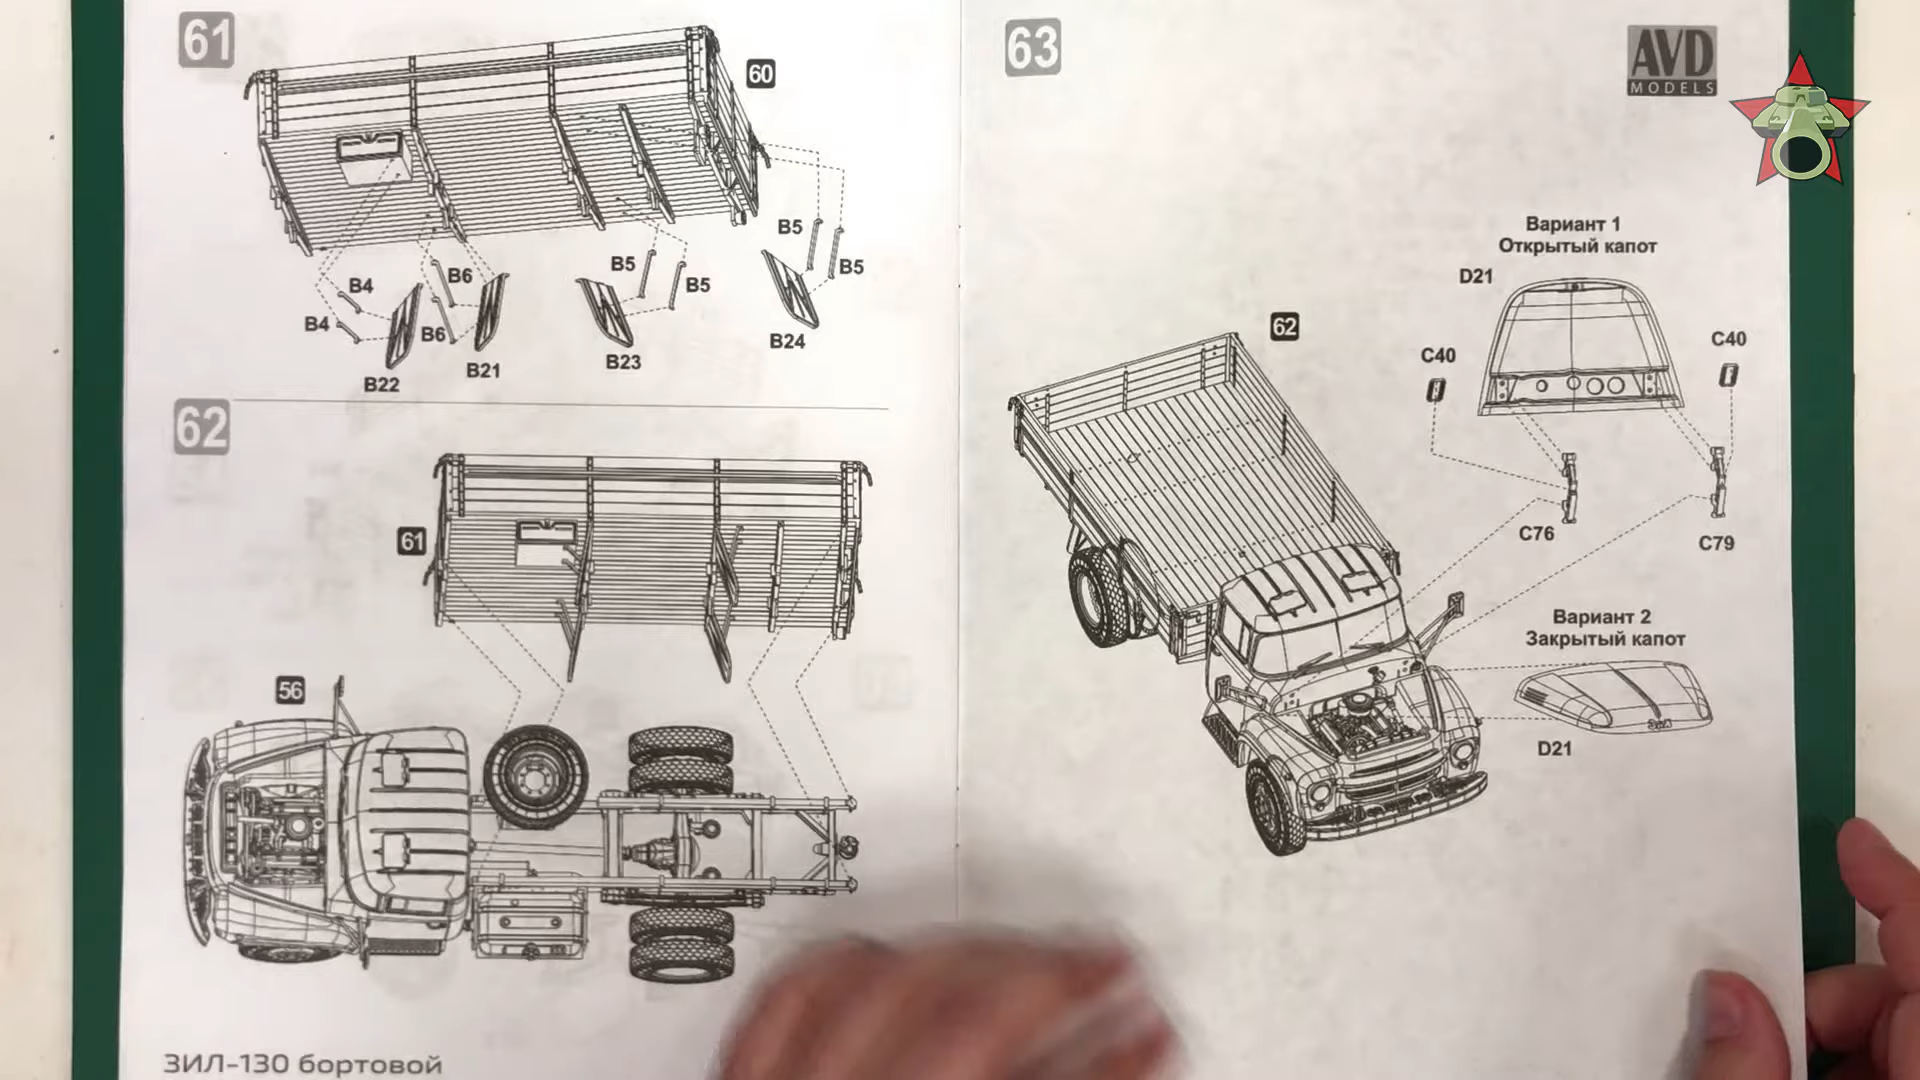 61
60
B5
B5
B5
B5
B4
B6
B4
B6
B22
B21
B23
B24
62
61
56
ЗИЛ-130 бортовой
63
AVD
MODELS
Вариант 1
Открытый капот
D21
C40
C40
62
C76
C79
Вариант 2
Закрытый капот
D21
ЗИЛ